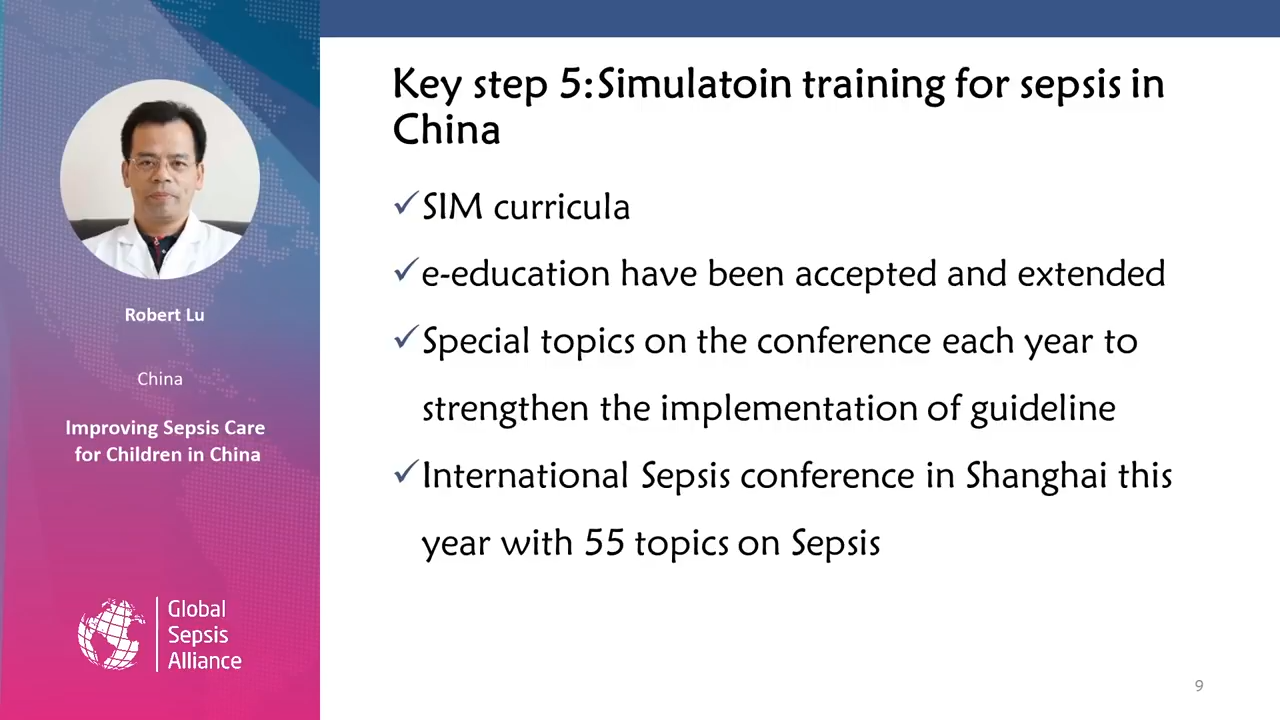 Robert Lu
China
Improving Sepsis Care
for Children in China
Global
Sepsis
Alliance
Key step 5:Simulatoin training for sepsis in
China
✓SIM curricula
✓e-education have been accepted and extended
✓Special topics on the conference each year to
strengthen the implementation of guideline
✓International Sepsis conference in Shanghai this
year with 55 topics on Sepsis
9